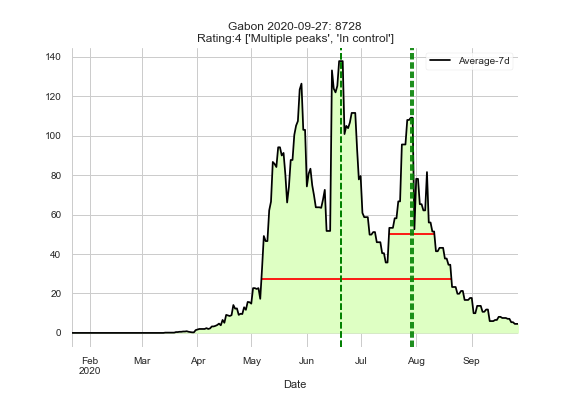 Gabon 2020-09-27: 8728
Rating:4 ['Multiple peaks', 'In control']
Average-7d
140
120
100
80
60
40
20
0
Feb Mar Apr May Jun Jul Aug Sep
2020
Date